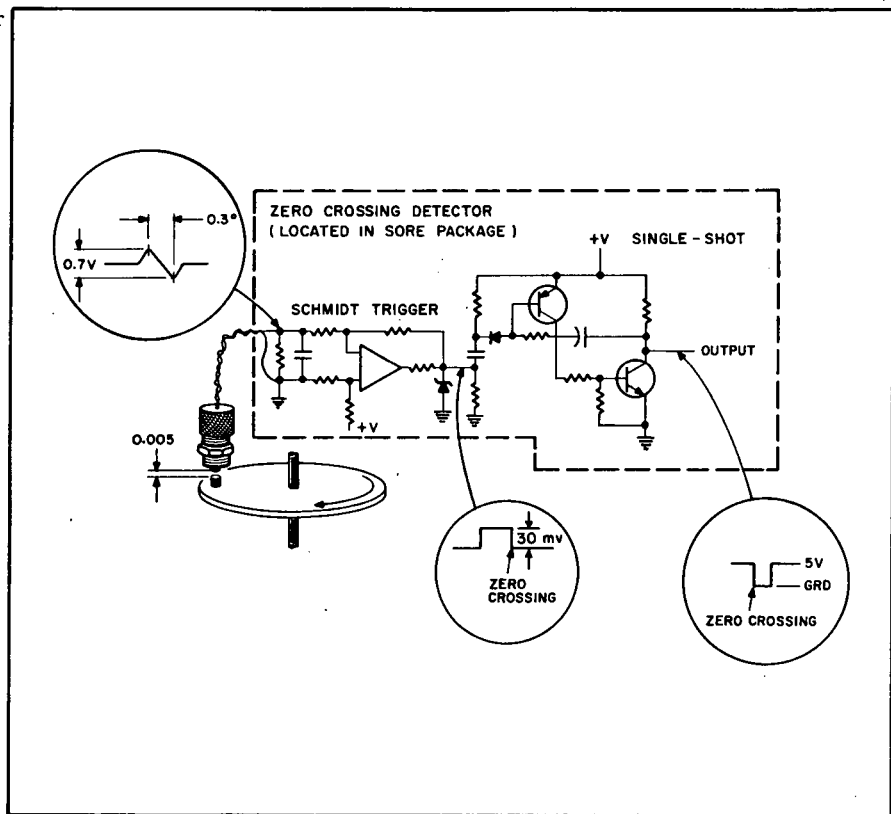 ZERO CROSSING DETECTOR
( LOCATED IN SORE PACKAGE )
0.3°
0.7V
+V
SINGLE - SHOT
SCHMIDT TRIGGER
OUTPUT
+V
0.005
30 mv
ZERO
CROSSING
5V
GRD
ZERO CROSSING